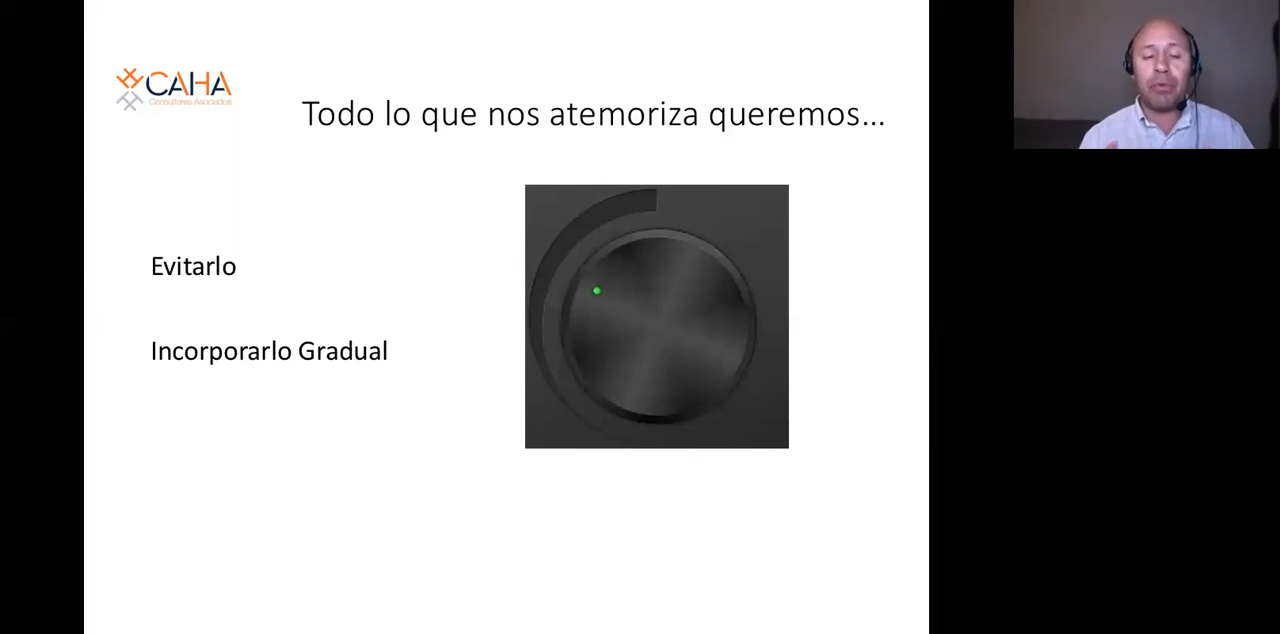 CAHA
Consultores Asociados
Todo lo que nos atemoriza queremos...
Evitarlo
Incorporarlo Gradual